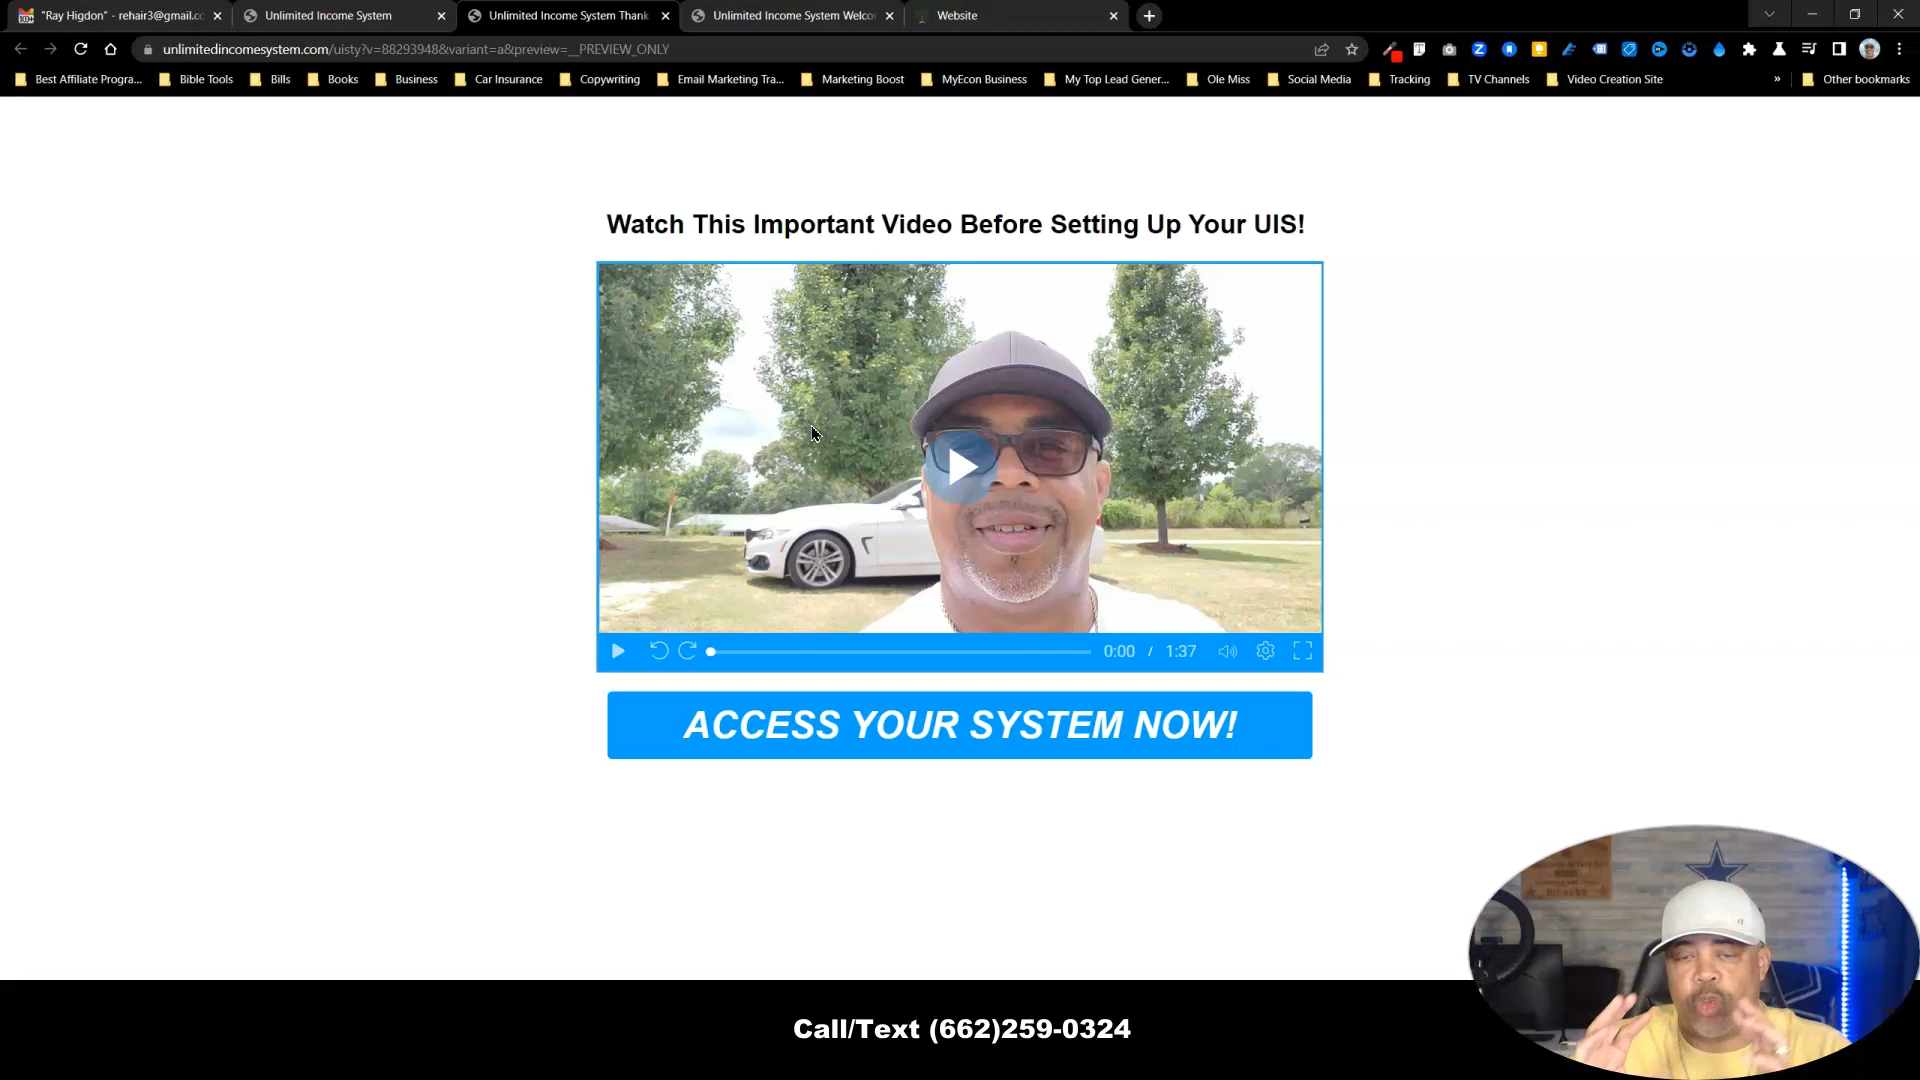 "Ray Higdon" - rehair3@gmail.co
Unlimited Income System
Unlimited Income System Thank
Unlimited Income System Welco
Website
unlimitedincomesystem.com/uisty?v=88293948&variant=a&preview=__PREVIEW_ONLY
Best Affiliate Progra...
Bible Tools
Bills
Books
Business
Car Insurance
Copywriting
Email Marketing Tra...
Marketing Boost
MyEcon Business
My Top Lead Gener...
Ole Miss
Social Media
Tracking
TV Channels
Video Creation Site
»
Other bookmarks
Watch This Important Video Before Setting Up Your UIS!
0:00 / 1:37
ACCESS YOUR SYSTEM NOW!
Call/Text (662)259-0324